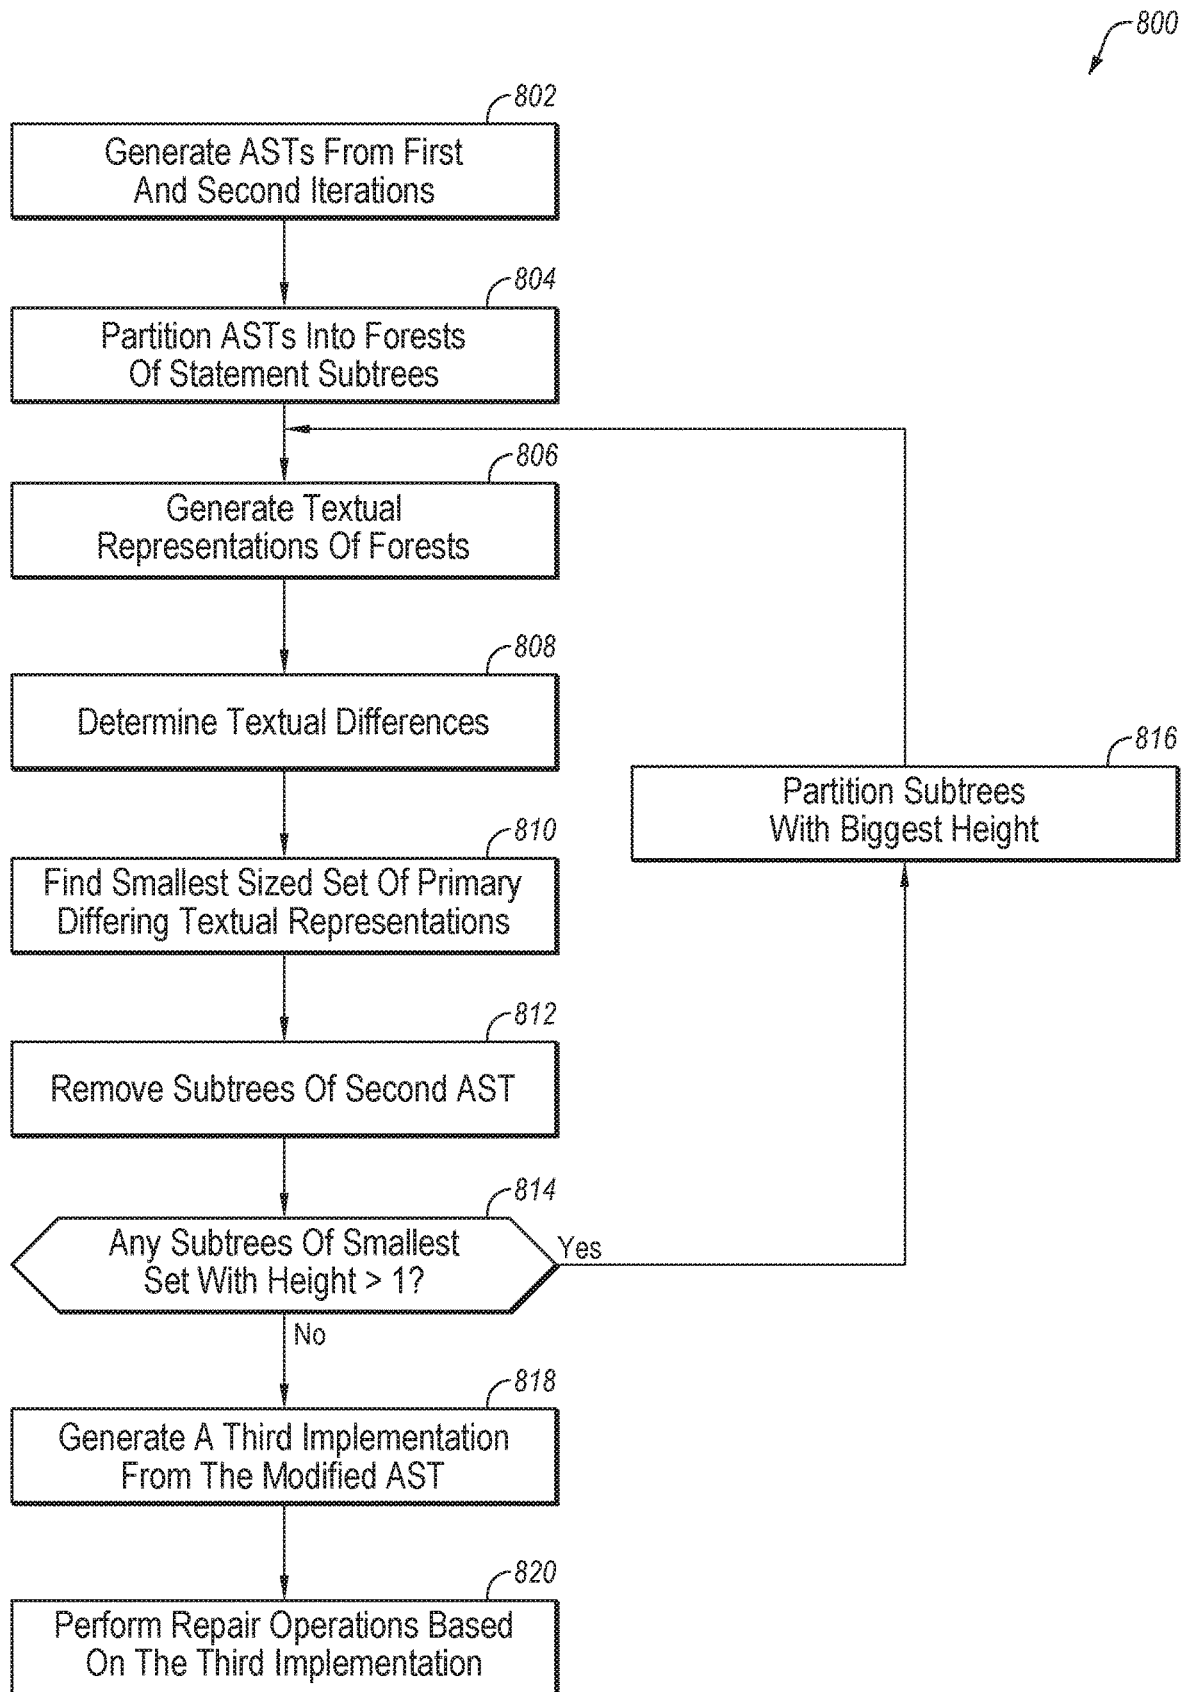 800
802
Generate ASTs From First
And Second Iterations
804
Partition ASTs Into Forests
Of Statement Subtrees
806
Generate Textual
Representations Of Forests
808
Determine Textual Differences
816
Partition Subtrees
With Biggest Height
810
Find Smallest Sized Set Of Primary
Differing Textual Representations
812
Remove Subtrees Of Second AST
814
Any Subtrees Of Smallest
Set With Height > 1?
Yes
No
818
Generate A Third Implementation
From The Modified AST
820
Perform Repair Operations Based
On The Third Implementation